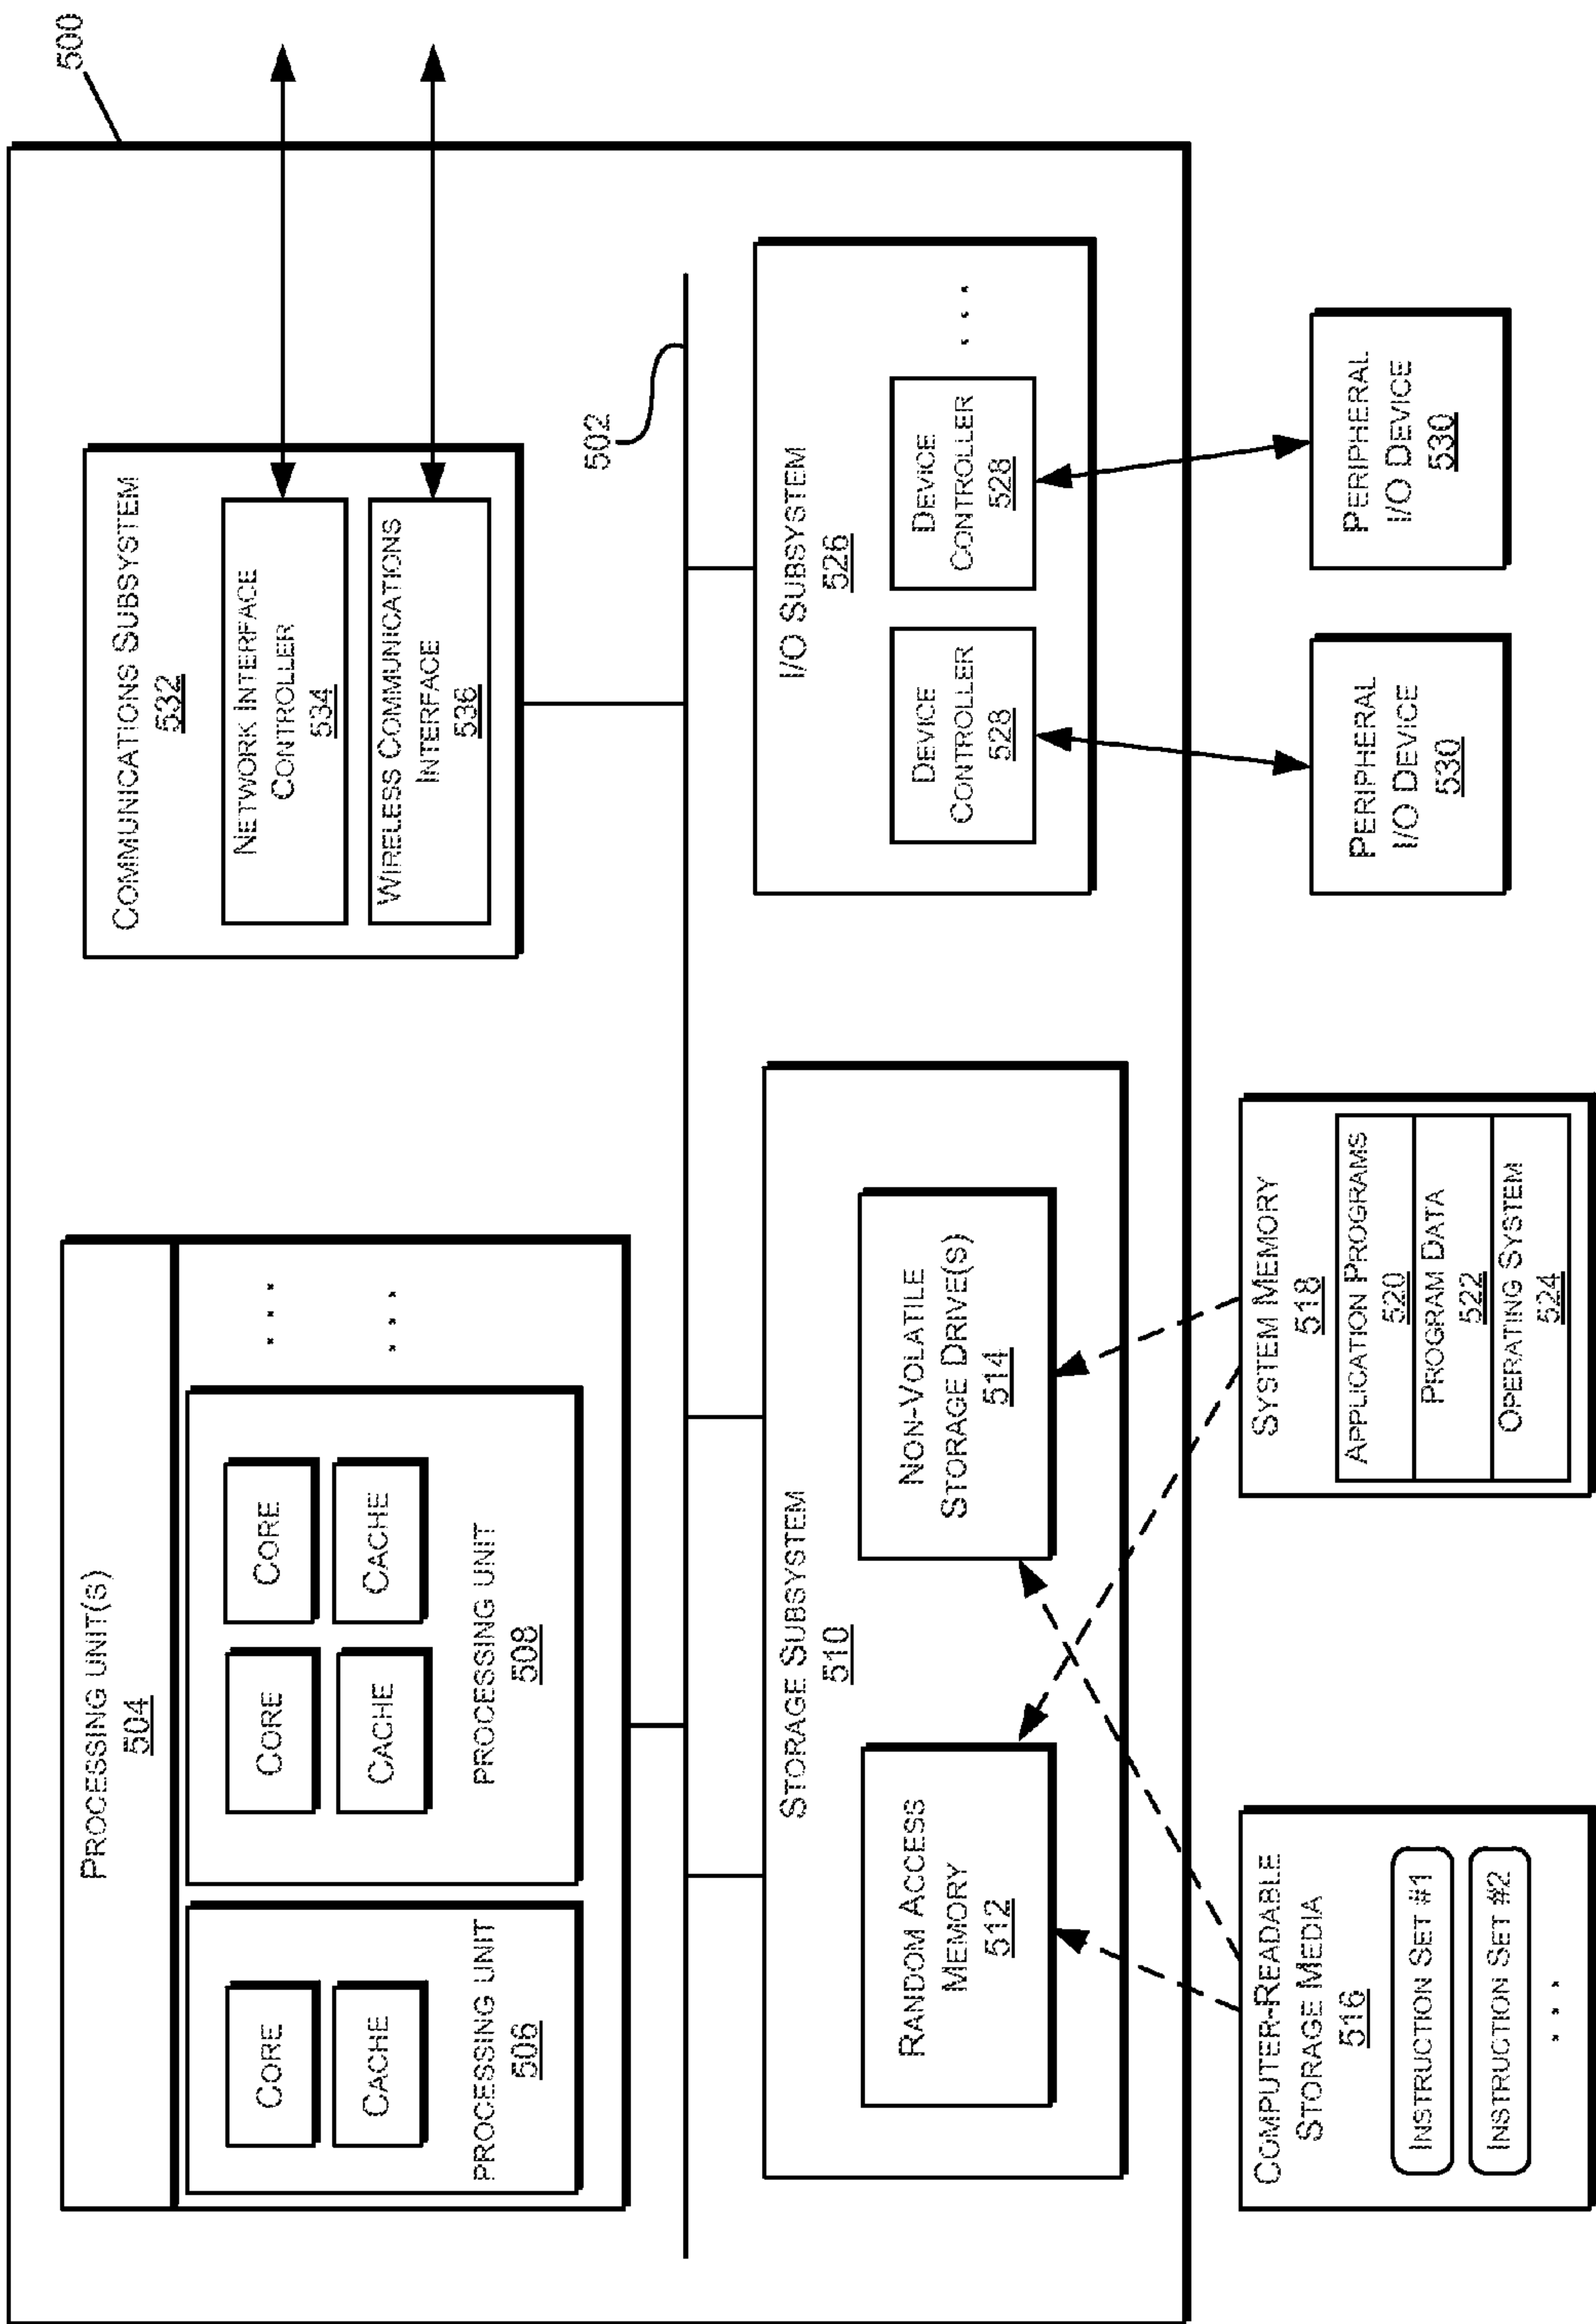 500
PROCESSING UNIT(S)
504
CORE
CACHE
PROCESSING UNIT
506
CORE
CORE
CACHE
CACHE
PROCESSING UNIT
508
. . .
. . .
COMMUNICATIONS SUBSYSTEM
532
NETWORK INTERFACE
CONTROLLER
534
WIRELESS COMMUNICATIONS
INTERFACE
536
502
STORAGE SUBSYSTEM
510
RANDOM ACCESS
MEMORY
512
NON-VOLATILE
STORAGE DRIVE(S)
514
I/O SUBSYSTEM
526
DEVICE
CONTROLLER
528
DEVICE
CONTROLLER
528
. . .
COMPUTER-READABLE
STORAGE MEDIA
516
INSTRUCTION SET #1
INSTRUCTION SET #2
. . .
SYSTEM MEMORY
518
APPLICATION PROGRAMS
520
PROGRAM DATA
522
OPERATING SYSTEM
524
PERIPHERAL
I/O DEVICE
530
PERIPHERAL
I/O DEVICE
530